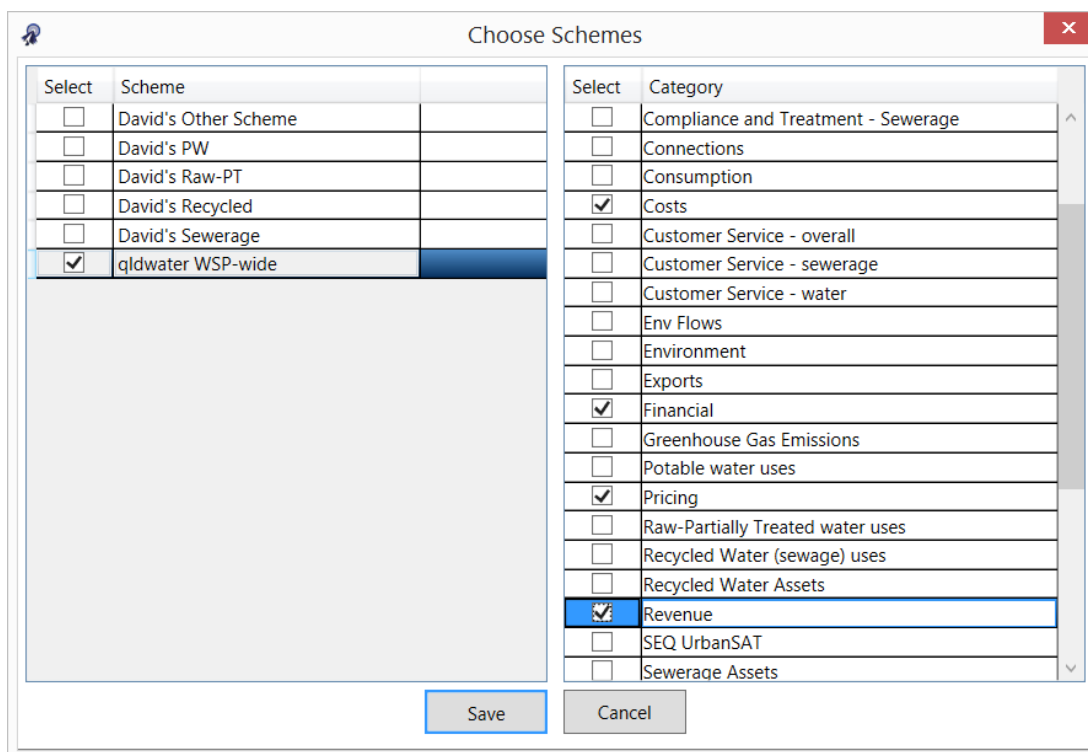 Choose Schemes
Select Scheme
David's Other Scheme
David's PW
David's Raw-PT
David's Recycled
David's Sewerage
qldwater WSP-wide
Select Category
Compliance and Treatment - Sewerage
Connections
Consumption
Costs
Customer Service - overall
Customer Service - sewerage
Customer Service - water
Env Flows
Environment
Exports
Financial
Greenhouse Gas Emissions
Potable water uses
Pricing
Raw-Partially Treated water uses
Recycled Water (sewage) uses
Recycled Water Assets
Revenue
SEQ UrbanSAT
Sewerage Assets
Save
Cancel